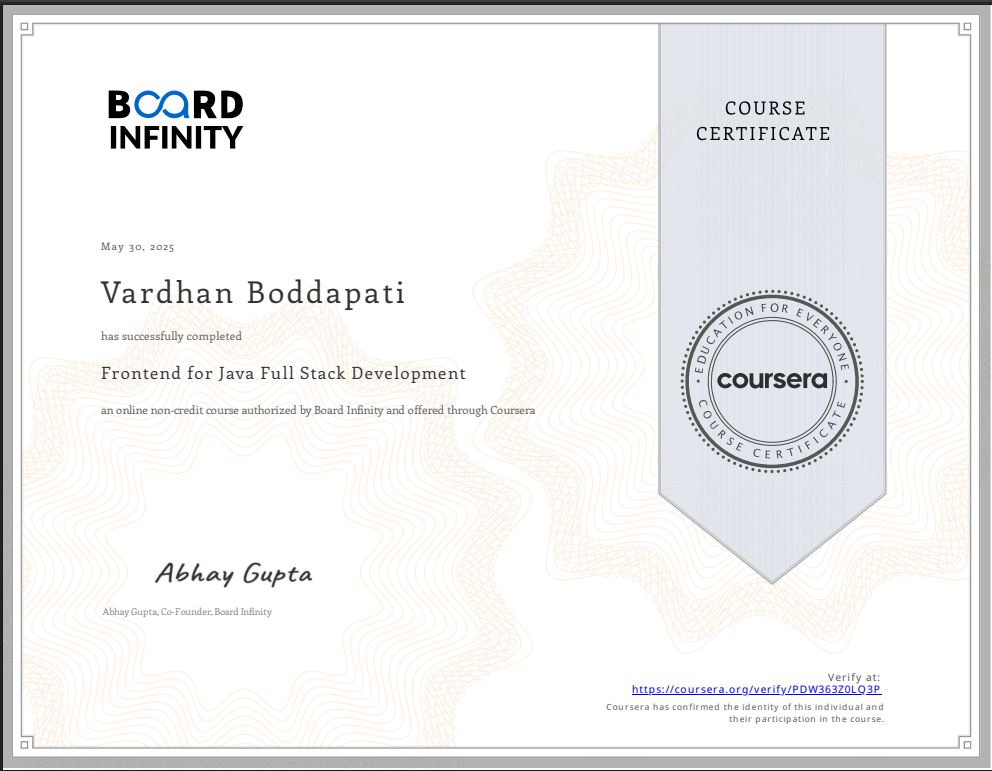 BOARD
INFINITY
COURSE
CERTIFICATE
May 30, 2025
Vardhan Boddapati
has successfully completed
Frontend for Java Full Stack Development
an online non-credit course authorized by Board Infinity and offered through Coursera
EDUCATION FOR EVERYONE
coursera
COURSE CERTIFICATE
Abhay Gupta
Abhay Gupta, Co-Founder, Board Infinity
Verify at:
https://coursera.org/verify/PDW363Z0LQ3P
Coursera has confirmed the identity of this individual and
their participation in the course.